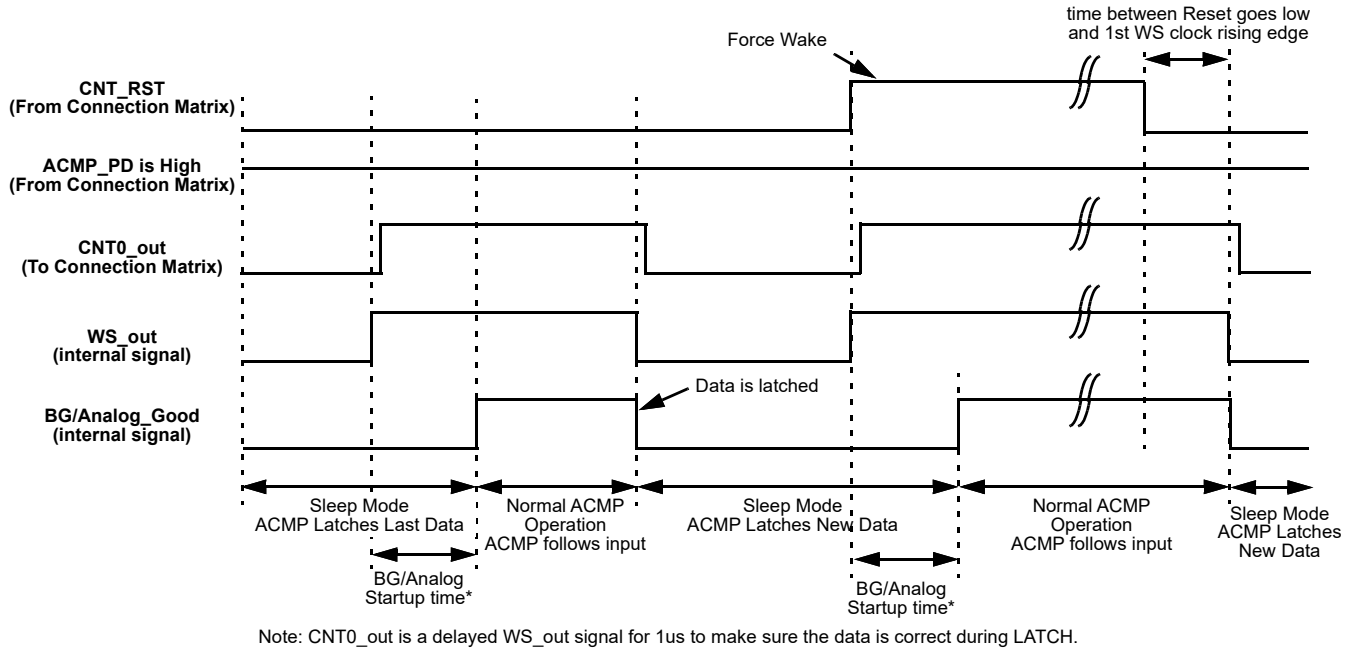 time between Reset goes low
and 1st WS clock rising edge
Force Wake
CNT_RST
(From Connection Matrix)
ACMP_PD is High
(From Connection Matrix)
CNT0_out
(To Connection Matrix)
WS_out
(internal signal)
Data is latched
BG/Analog_Good
(internal signal)
Sleep Mode
ACMP Latches Last Data
Normal ACMP
Operation
ACMP follows input
Sleep Mode
ACMP Latches New Data
Normal ACMP
Operation
ACMP follows input
Sleep Mode
ACMP Latches
New Data
BG/Analog
Startup time*
BG/Analog
Startup time*
Note: CNT0_out is a delayed WS_out signal for 1us to make sure the data is correct during LATCH.